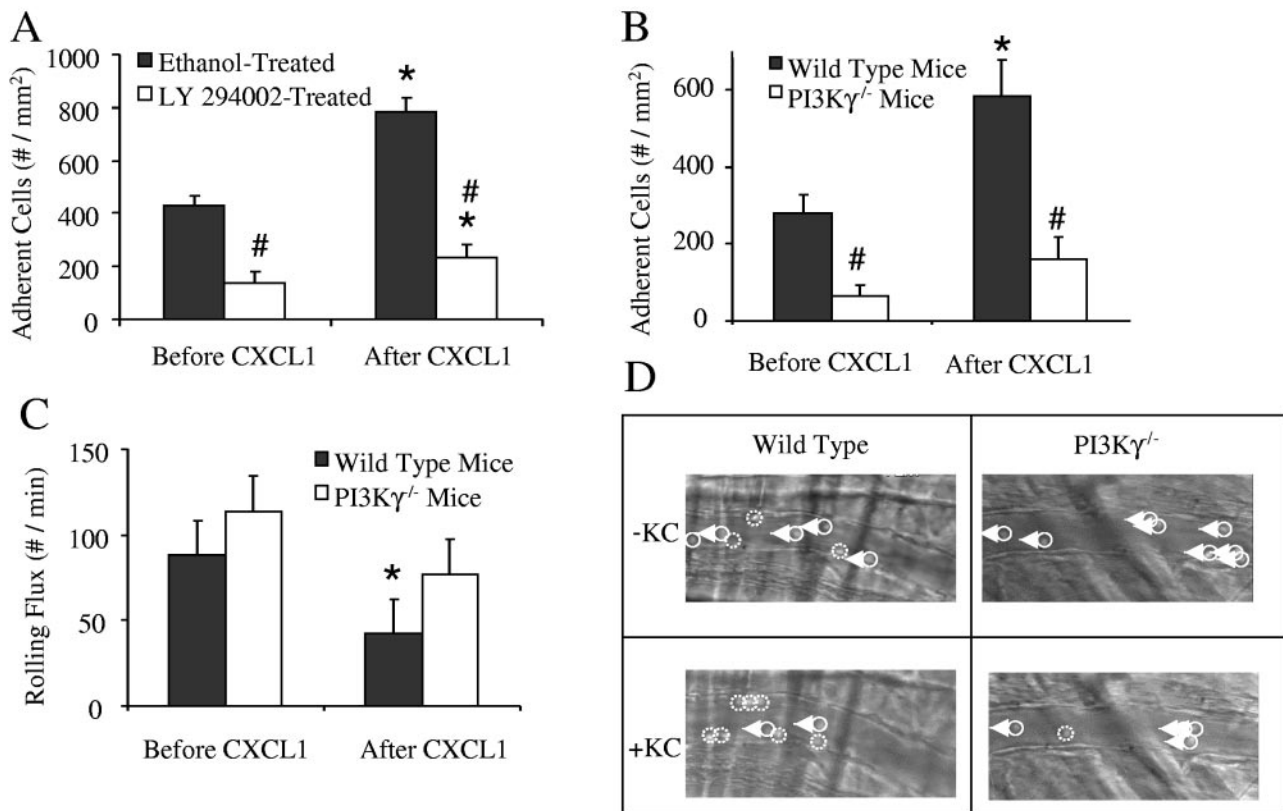 A
Adherent Cells (# / mm²)
1000
800
600
400
200
0
Ethanol-Treated
LY 294002-Treated
#
*
#
*
Before CXCL1
After CXCL1
B
Adherent Cells (# / mm²)
600
400
200
0
Wild Type Mice
PI3Kγ-/- Mice
#
*
#
Before CXCL1
After CXCL1
C
Rolling Flux (# / min)
150
100
50
0
Wild Type Mice
PI3Kγ-/- Mice
*
Before CXCL1
After CXCL1
D
Wild Type
PI3Kγ-/-
-KC
+KC